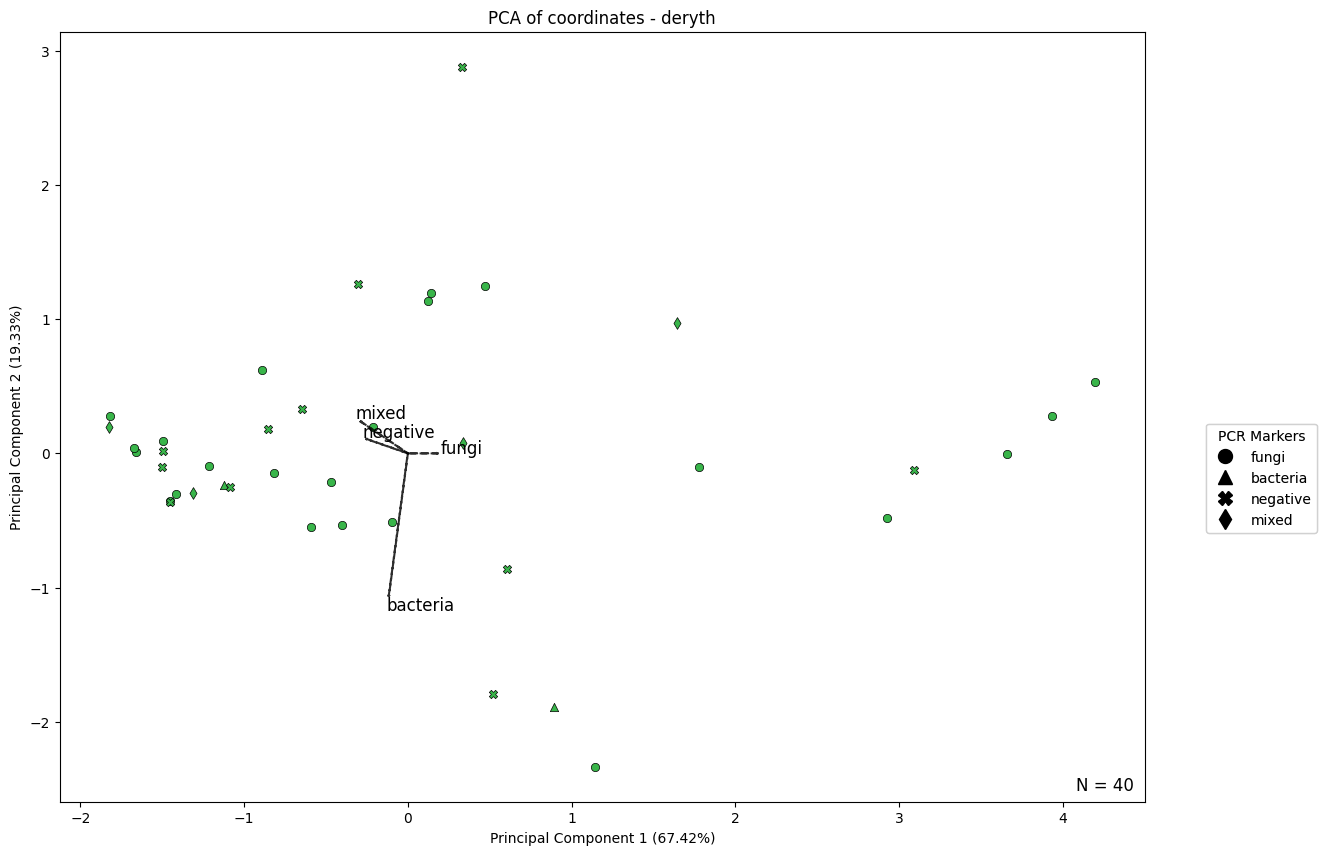 PCA of coordinates - deryth
3
2
1
0
−1
−2
Principal Component 2 (19.33%)
mixed
negative
fungi
bacteria
N = 40
−2
−1
0
1
2
3
4
Principal Component 1 (67.42%)
PCR Markers
fungi
bacteria
negative
mixed